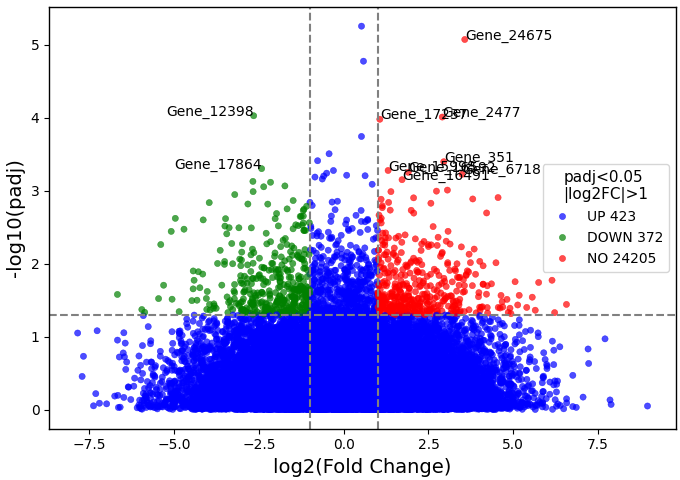 Gene_24675
Gene_12398
Gene_17237
Gene_2477
Gene_17864
Gene_351
Gene_6718
Gene_16491
padj<0.05
|log2FC|>1
UP 423
DOWN 372
NO 24205
-log10(padj)
5
4
3
2
1
0
−7.5
−5.0
−2.5
0.0
2.5
5.0
7.5
log2(Fold Change)